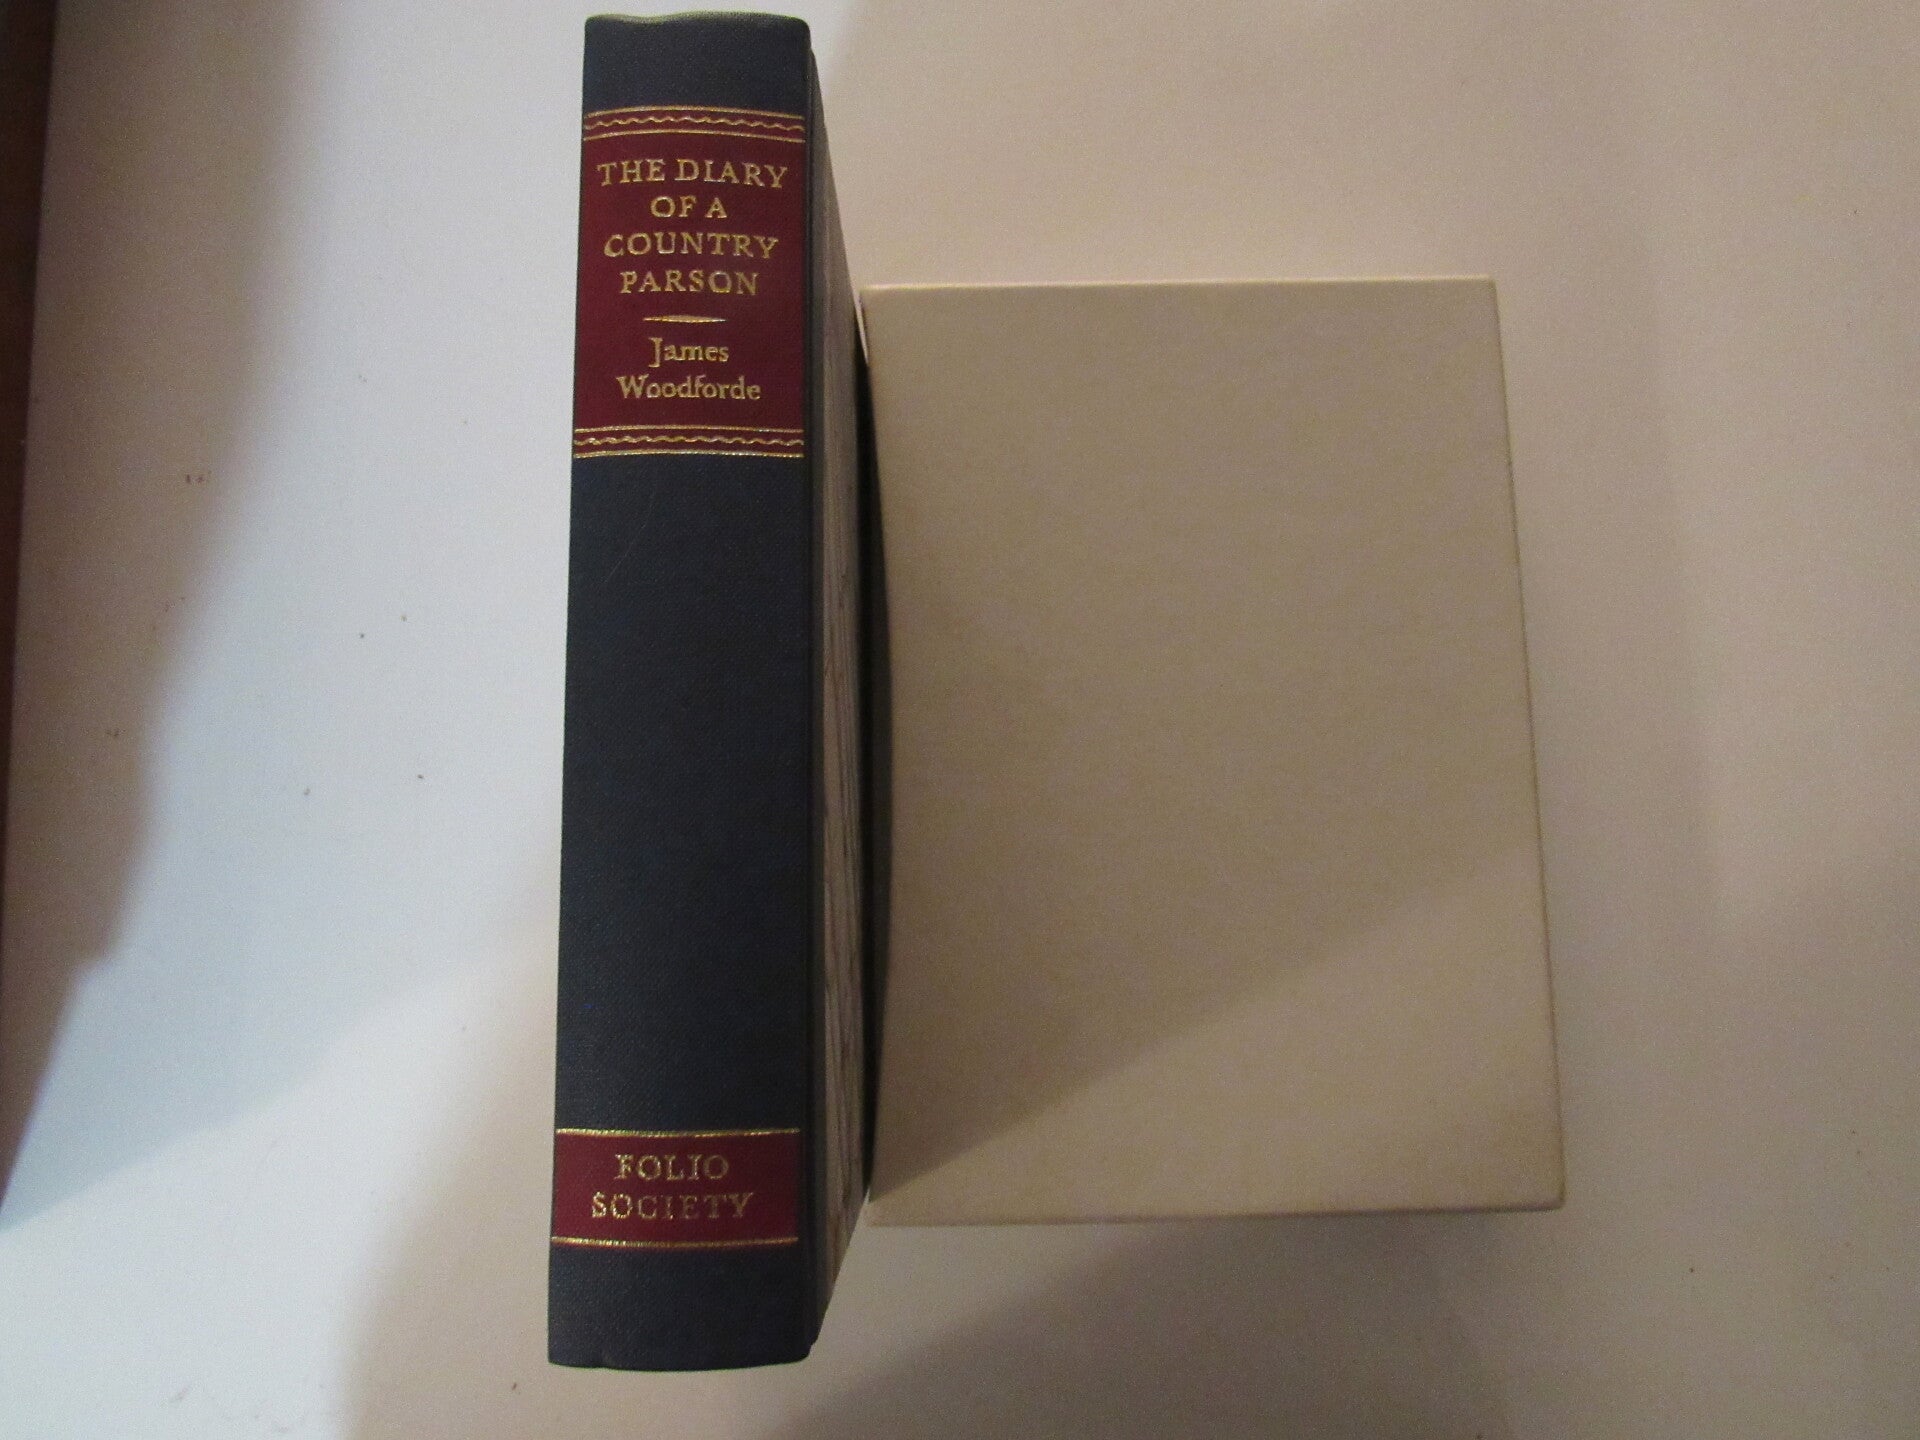 THE DIARY
OF A
COUNTRY
PARSON
James
Woodforde
FOLIO
SOCIETY